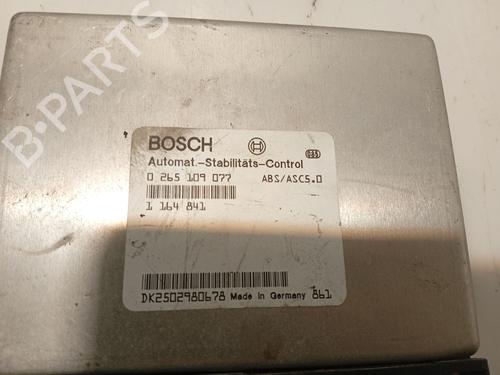 BOSCH
Automat.-Stabilitäts-Control
0 265 109 077 ABS/ASC5.0
1 164 841
DK2502980678 Made in Germany 861
B-PARTS